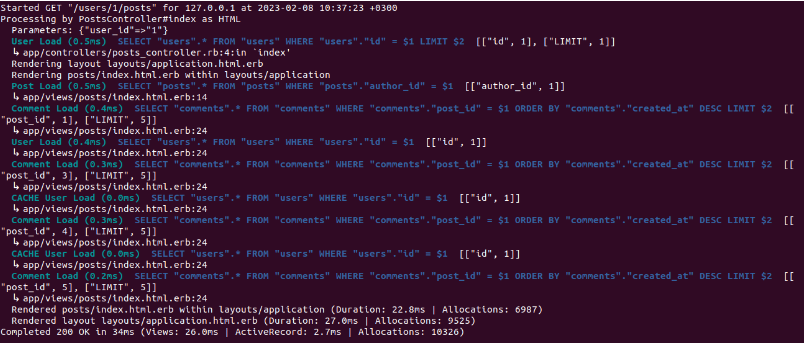 Started GET "/users/1/posts" for 127.0.0.1 at 2023-02-08 10:37:23 +0300
Processing by PostsController#index as HTML
Parameters: {"user_id"=>"1"}
User Load (0.5ms)  SELECT "users".* FROM "users" WHERE "users"."id" = $1 LIMIT $2  [["id", 1], ["LIMIT", 1]]
↳ app/controllers/posts_controller.rb:4:in `index'
Rendering layout layouts/application.html.erb
Rendering posts/index.html.erb within layouts/application
Post Load (0.5ms)  SELECT "posts".* FROM "posts" WHERE "posts"."author_id" = $1  [["author_id", 1]]
↳ app/views/posts/index.html.erb:14
Comment Load (0.4ms)  SELECT "comments".* FROM "comments" WHERE "comments"."post_id" = $1 ORDER BY "comments"."created_at" DESC LIMIT $2  [[
"post_id", 1], ["LIMIT", 5]]
↳ app/views/posts/index.html.erb:24
User Load (0.4ms)  SELECT "users".* FROM "users" WHERE "users"."id" = $1  [["id", 1]]
↳ app/views/posts/index.html.erb:24
Comment Load (0.3ms)  SELECT "comments".* FROM "comments" WHERE "comments"."post_id" = $1 ORDER BY "comments"."created_at" DESC LIMIT $2  [[
"post_id", 3], ["LIMIT", 5]]
↳ app/views/posts/index.html.erb:24
CACHE User Load (0.0ms)  SELECT "users".* FROM "users" WHERE "users"."id" = $1  [["id", 1]]
↳ app/views/posts/index.html.erb:24
Comment Load (0.3ms)  SELECT "comments".* FROM "comments" WHERE "comments"."post_id" = $1 ORDER BY "comments"."created_at" DESC LIMIT $2  [[
"post_id", 4], ["LIMIT", 5]]
↳ app/views/posts/index.html.erb:24
CACHE User Load (0.0ms)  SELECT "users".* FROM "users" WHERE "users"."id" = $1  [["id", 1]]
↳ app/views/posts/index.html.erb:24
Comment Load (0.2ms)  SELECT "comments".* FROM "comments" WHERE "comments"."post_id" = $1 ORDER BY "comments"."created_at" DESC LIMIT $2  [[
"post_id", 5], ["LIMIT", 5]]
↳ app/views/posts/index.html.erb:24
Rendered posts/index.html.erb within layouts/application (Duration: 22.8ms | Allocations: 6987)
Rendered layout layouts/application.html.erb (Duration: 27.0ms | Allocations: 9525)
Completed 200 OK in 34ms (Views: 26.0ms | ActiveRecord: 2.7ms | Allocations: 10326)